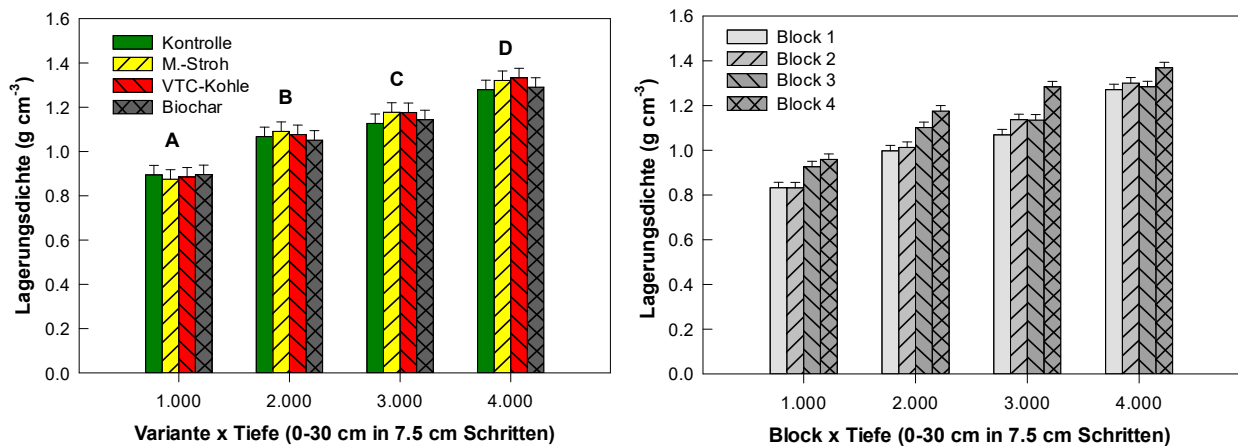 Lagerungsdichte (g cm⁻³)
1.6
1.4
1.2
1.0
0.8
0.6
0.4
0.2
0.0
Kontrolle
M.-Stroh
VTC-Kohle
Biochar
A
B
C
D
1.000 2.000 3.000 4.000
Variante x Tiefe (0-30 cm in 7.5 cm Schritten)
Lagerungsdichte (g cm⁻³)
1.6
1.4
1.2
1.0
0.8
0.6
0.4
0.2
0.0
Block 1
Block 2
Block 3
Block 4
1.000 2.000 3.000 4.000
Block x Tiefe (0-30 cm in 7.5 cm Schritten)